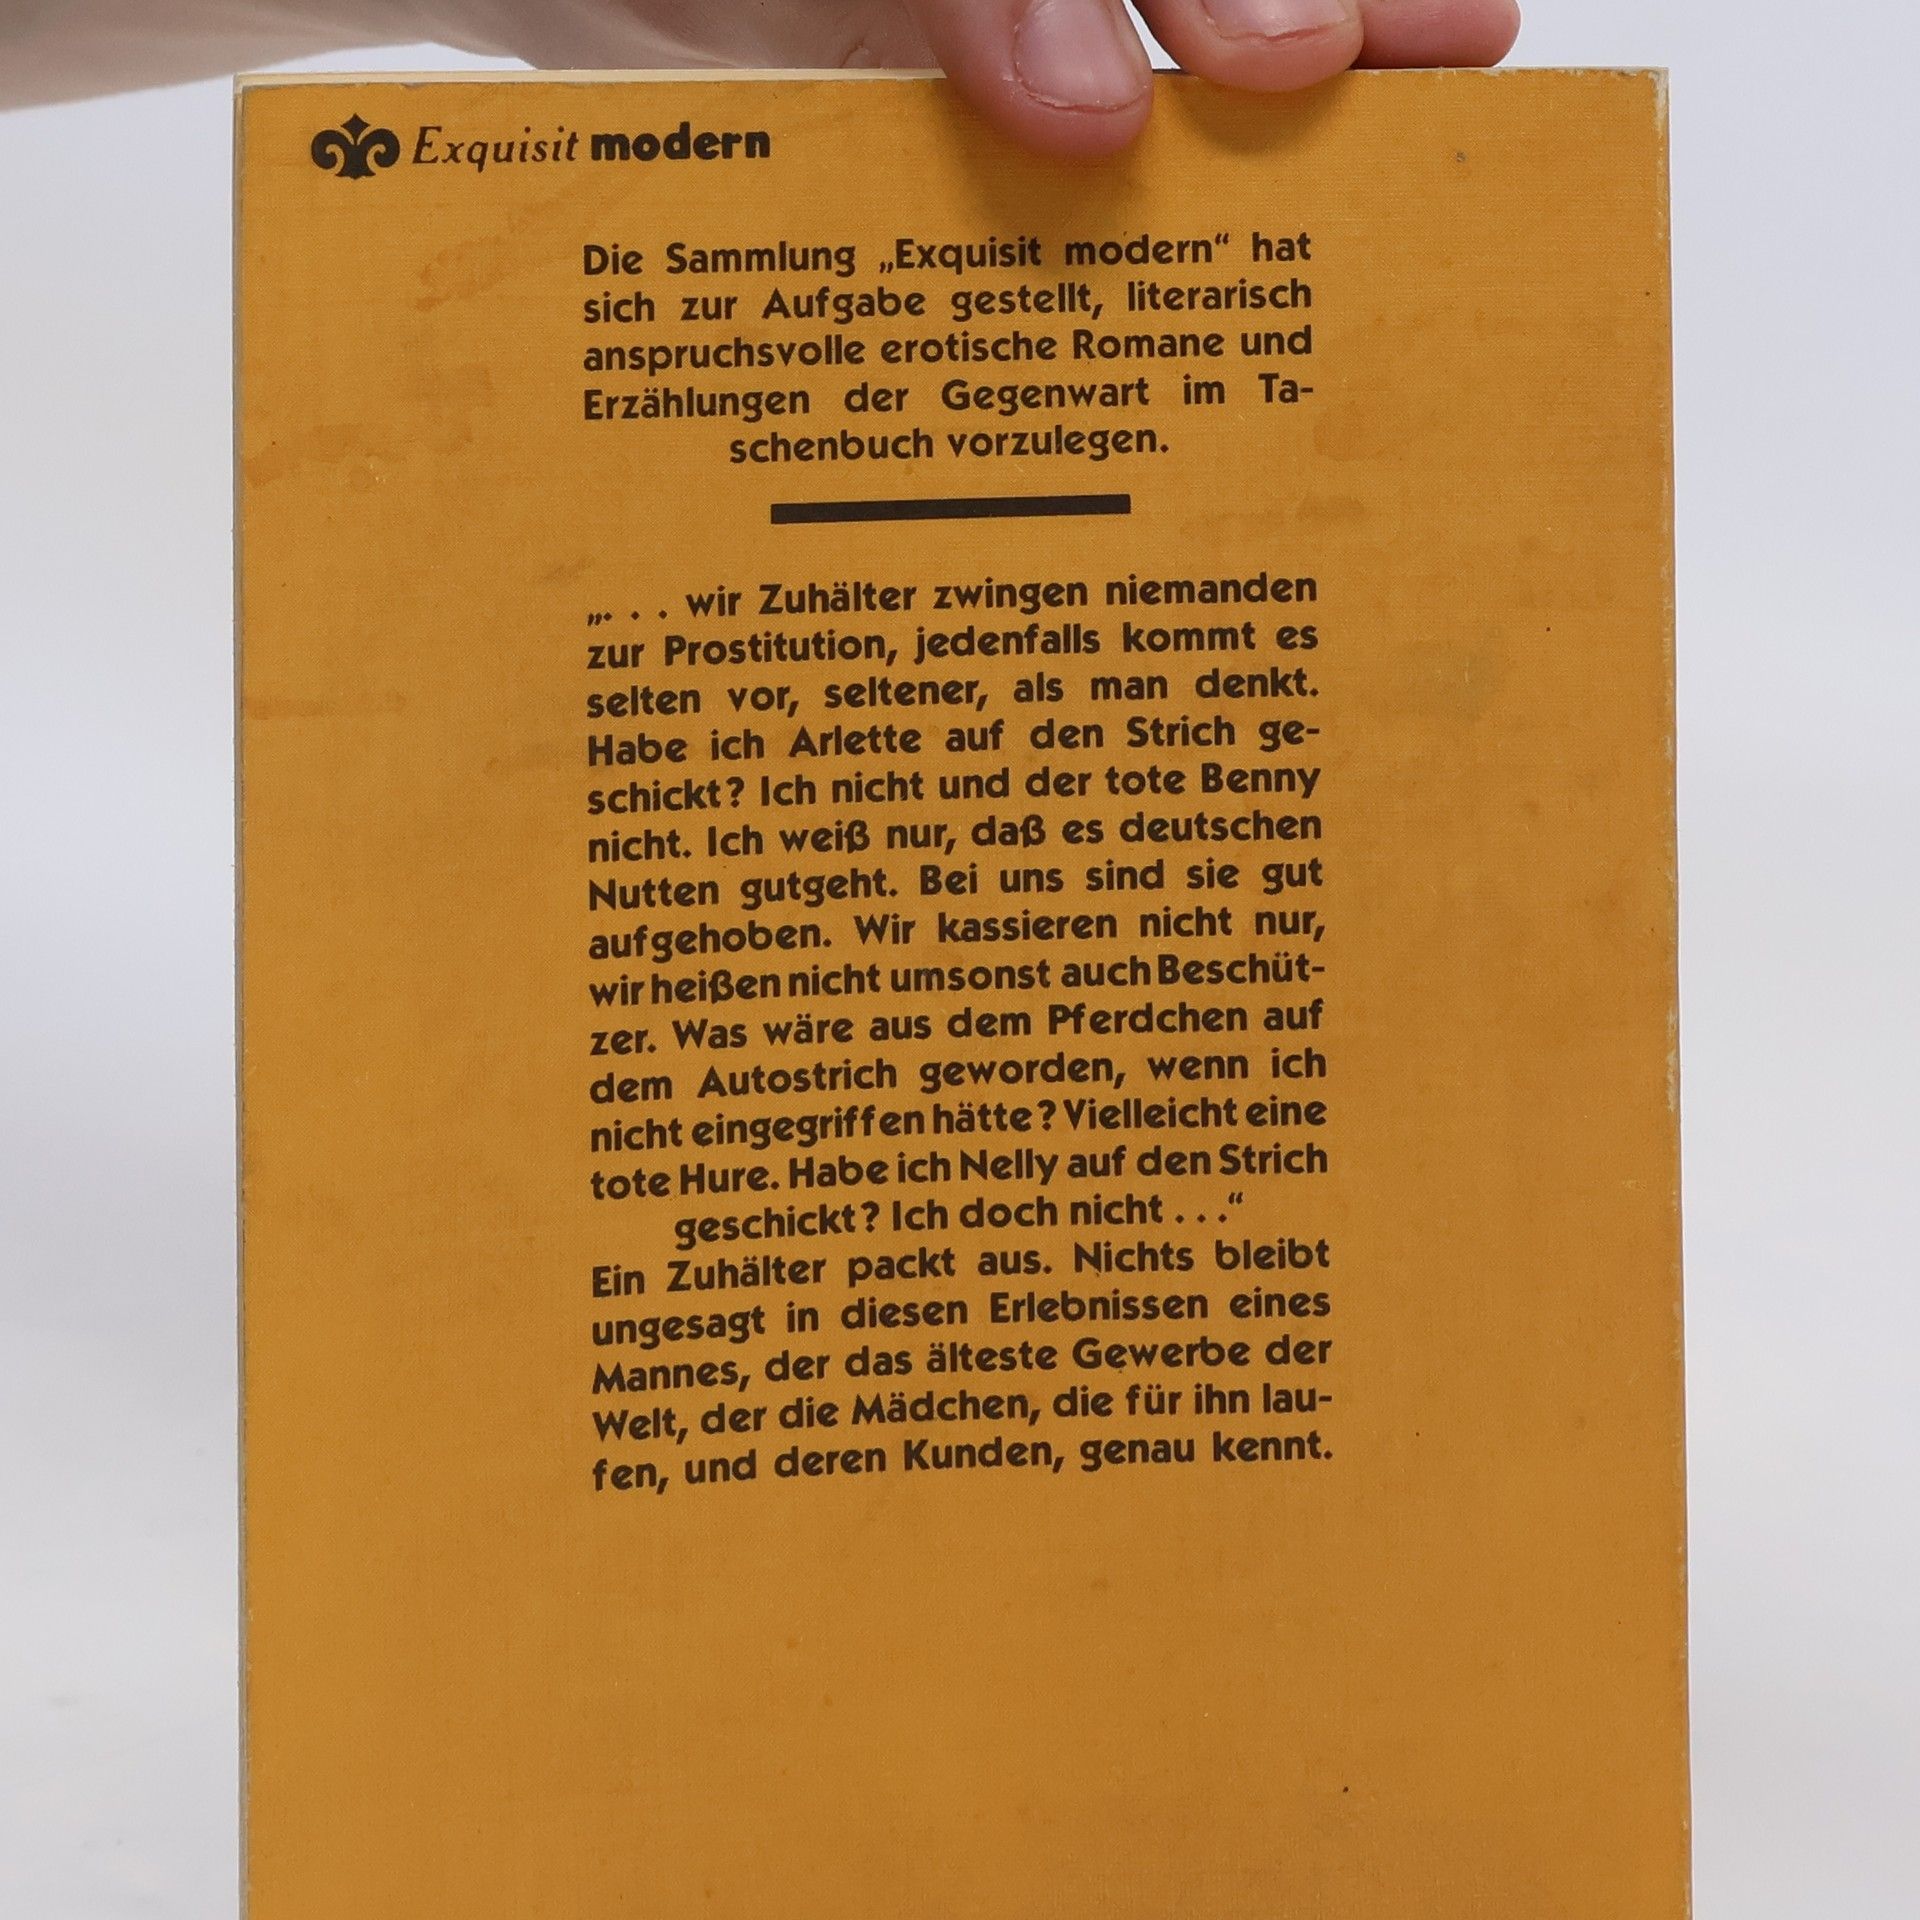 Exquisit modern
Die Sammlung „Exquisit modern“ hat
sich zur Aufgabe gestellt, literarisch
anspruchsvolle erotische Romane und
Erzählungen der Gegenwart im Ta-
schenbuch vorzulegen.
„. . . wir Zuhälter zwingen niemanden
zur Prostitution, jedenfalls kommt es
selten vor, seltener, als man denkt.
Habe ich Arlette auf den Strich ge-
schickt? Ich nicht und der tote Benny
nicht. Ich weiß nur, daß es deutschen
Nutten gutgeht. Bei uns sind sie gut
aufgehoben. Wir kassieren nicht nur,
wir heißen nicht umsonst auch Beschüt-
zer. Was wäre aus dem Pferdchen auf
dem Autostrich geworden, wenn ich
nicht eingegriffen hätte? Vielleicht eine
tote Hure. Habe ich Nelly auf den Strich
geschickt? Ich doch nicht . . .“
Ein Zuhälter packt aus. Nichts bleibt
ungesagt in diesen Erlebnissen eines
Mannes, der das älteste Gewerbe der
Welt, der die Mädchen, die für ihn lau-
fen, und deren Kunden, genau kennt.